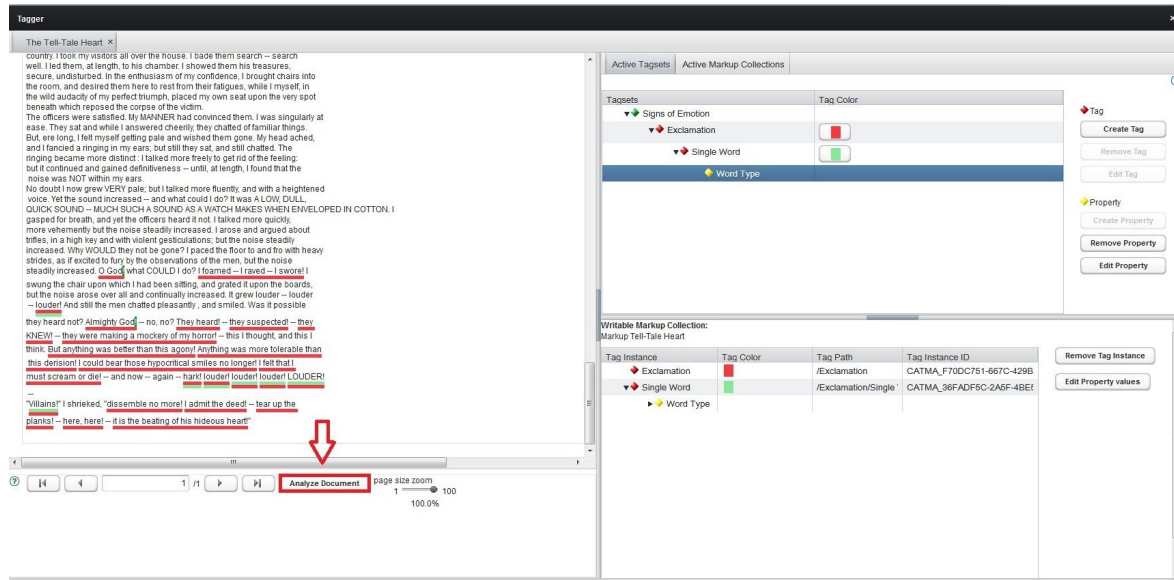 Tagger
The Tell-Tale Heart ×
country. I took my visitors all over the house. I bade them search -- search
well. I led them, at length, to his chamber. I showed them his treasures,
secure, undisturbed. In the enthusiasm of my confidence, I brought chairs into
the room, and desired them here to rest from their fatigues, while I myself, in
the wild audacity of my perfect triumph, placed my own seat upon the very spot
beneath which reposed the corpse of the victim.
The officers were satisfied. My MANNER had convinced them. I was singularly at
ease. They sat and while I answered cheerily, they chatted of familiar things.
But, ere long, I felt myself getting pale and wished them gone. My head ached,
and I fancied a ringing in my ears; but still they sat, and still chatted. The
ringing became more distinct : I talked more freely to get rid of the feeling:
but it continued and gained definitiveness -- until, at length, I found that the
noise was NOT within my ears.
No doubt I now grew VERY pale; but I talked more fluently, and with a heightened
voice. Yet the sound increased -- and what could I do? It was A LOW, DULL,
QUICK SOUND -- MUCH SUCH A SOUND AS A WATCH MAKES WHEN ENVELOPED IN COTTON. I
gasped for breath, and yet the officers heard it not. I talked more quickly,
more vehemently but the noise steadily increased. I arose and argued about
trifles, in a high key and with violent gesticulations; but the noise steadily
increased. Why WOULD they not be gone? I paced the floor to and fro with heavy
strides, as if excited to fury by the observations of the men, but the noise
steadily increased. O God! what COULD I do? I foamed -- I raved -- I swore! I
swung the chair upon which I had been sitting, and grated it upon the boards,
but the noise arose over all and continually increased. It grew louder -- louder
-- louder! And still the men chatted pleasantly , and smiled. Was it possible
they heard not? Almighty God! -- no, no? They heard! -- they suspected! -- they
KNEW! -- they were making a mockery of my horror! -- this I thought, and this I
think. But anything was better than this agony! Anything was more tolerable than
this derision! I could bear those hypocritical smiles no longer! I felt that I
must scream or die! -- and now -- again -- hark! louder! louder! louder! LOUDER!
--
"Villains!" I shrieked, "dissemble no more! I admit the deed! -- tear up the
planks! -- here, here! -- it is the beating of his hideous heart!"
1 /1
Analyze Document
page size zoom
1 100
100.0%
Active Tagsets Active Markup Collections
Tagsets Tag Color
Signs of Emotion
Exclamation
Single Word
Word Type
Tag
Create Tag
Remove Tag
Edit Tag
Property
Create Property
Remove Property
Edit Property
Writable Markup Collection:
Markup Tell-Tale Heart
Tag Instance Tag Color Tag Path Tag Instance ID
Exclamation /Exclamation CATMA_F70DC751-667C-429B
Single Word /Exclamation/Single CATMA_36FADF5C-2A5F-4BE
Word Type
Remove Tag Instance
Edit Property values